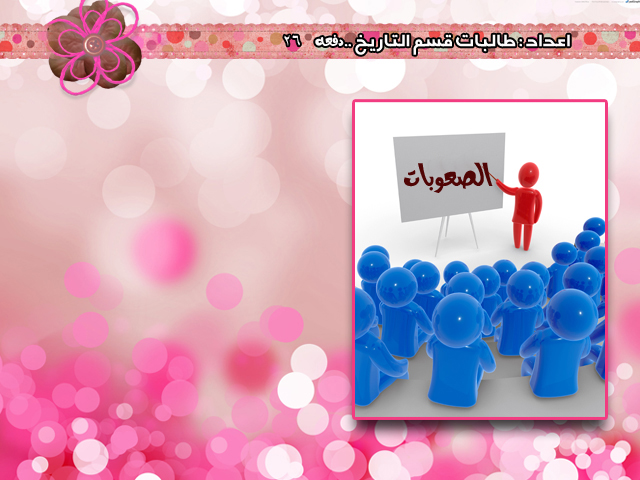 اعداد : طالبات قسم التاريخ .. دفعه ٢٦
الصعوبات